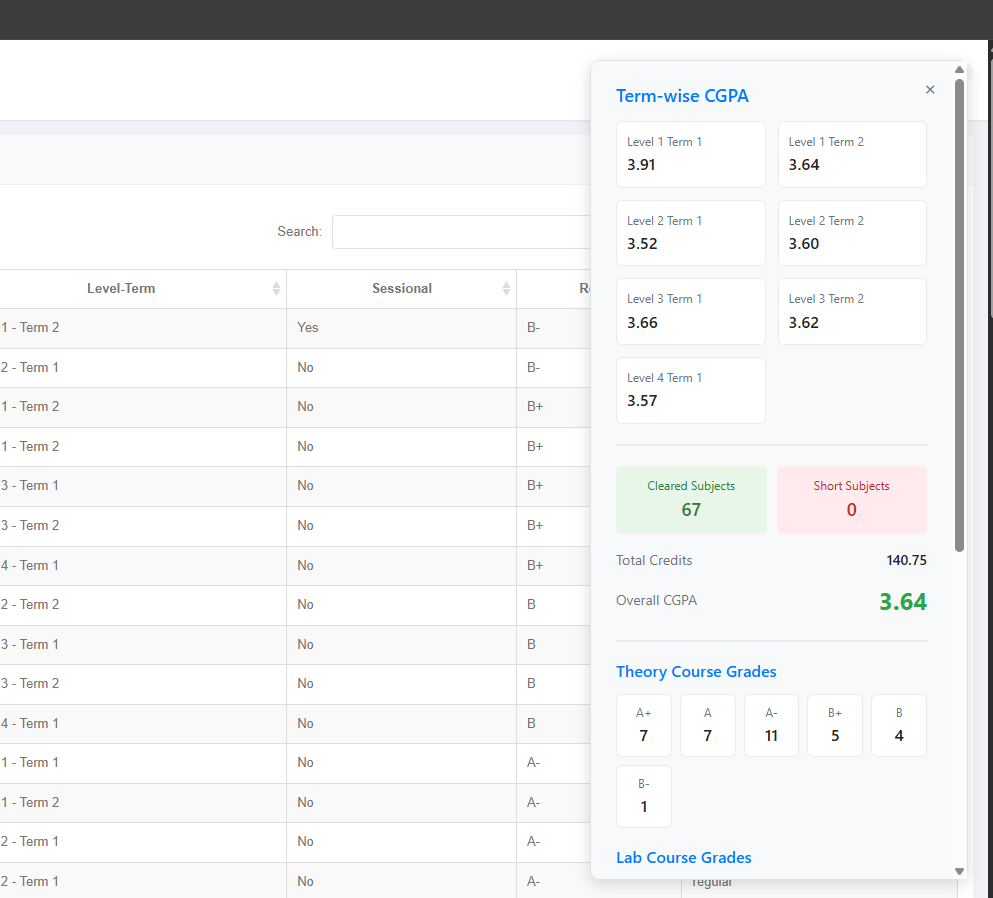 Term-wise CGPA ×
Level 1 Term 1 Level 1 Term 2
3.91 3.64
Level 2 Term 1 Level 2 Term 2
3.52 3.60
Level 3 Term 1 Level 3 Term 2
3.66 3.62
Level 4 Term 1
3.57
Cleared Subjects Short Subjects
67 0
Total Credits 140.75
Overall CGPA 3.64
Theory Course Grades
A+ A A- B+ B
7 7 11 5 4
B-
1
Lab Course Grades
Search:
Level-Term Sessional
1 - Term 2 Yes B-
2 - Term 1 No B-
1 - Term 2 No B+
1 - Term 2 No B+
3 - Term 1 No B+
3 - Term 2 No B+
4 - Term 1 No B+
2 - Term 2 No B
3 - Term 1 No B
3 - Term 2 No B
4 - Term 1 No B
1 - Term 1 No A-
1 - Term 2 No A-
2 - Term 1 No A-
2 - Term 1 No A- regular